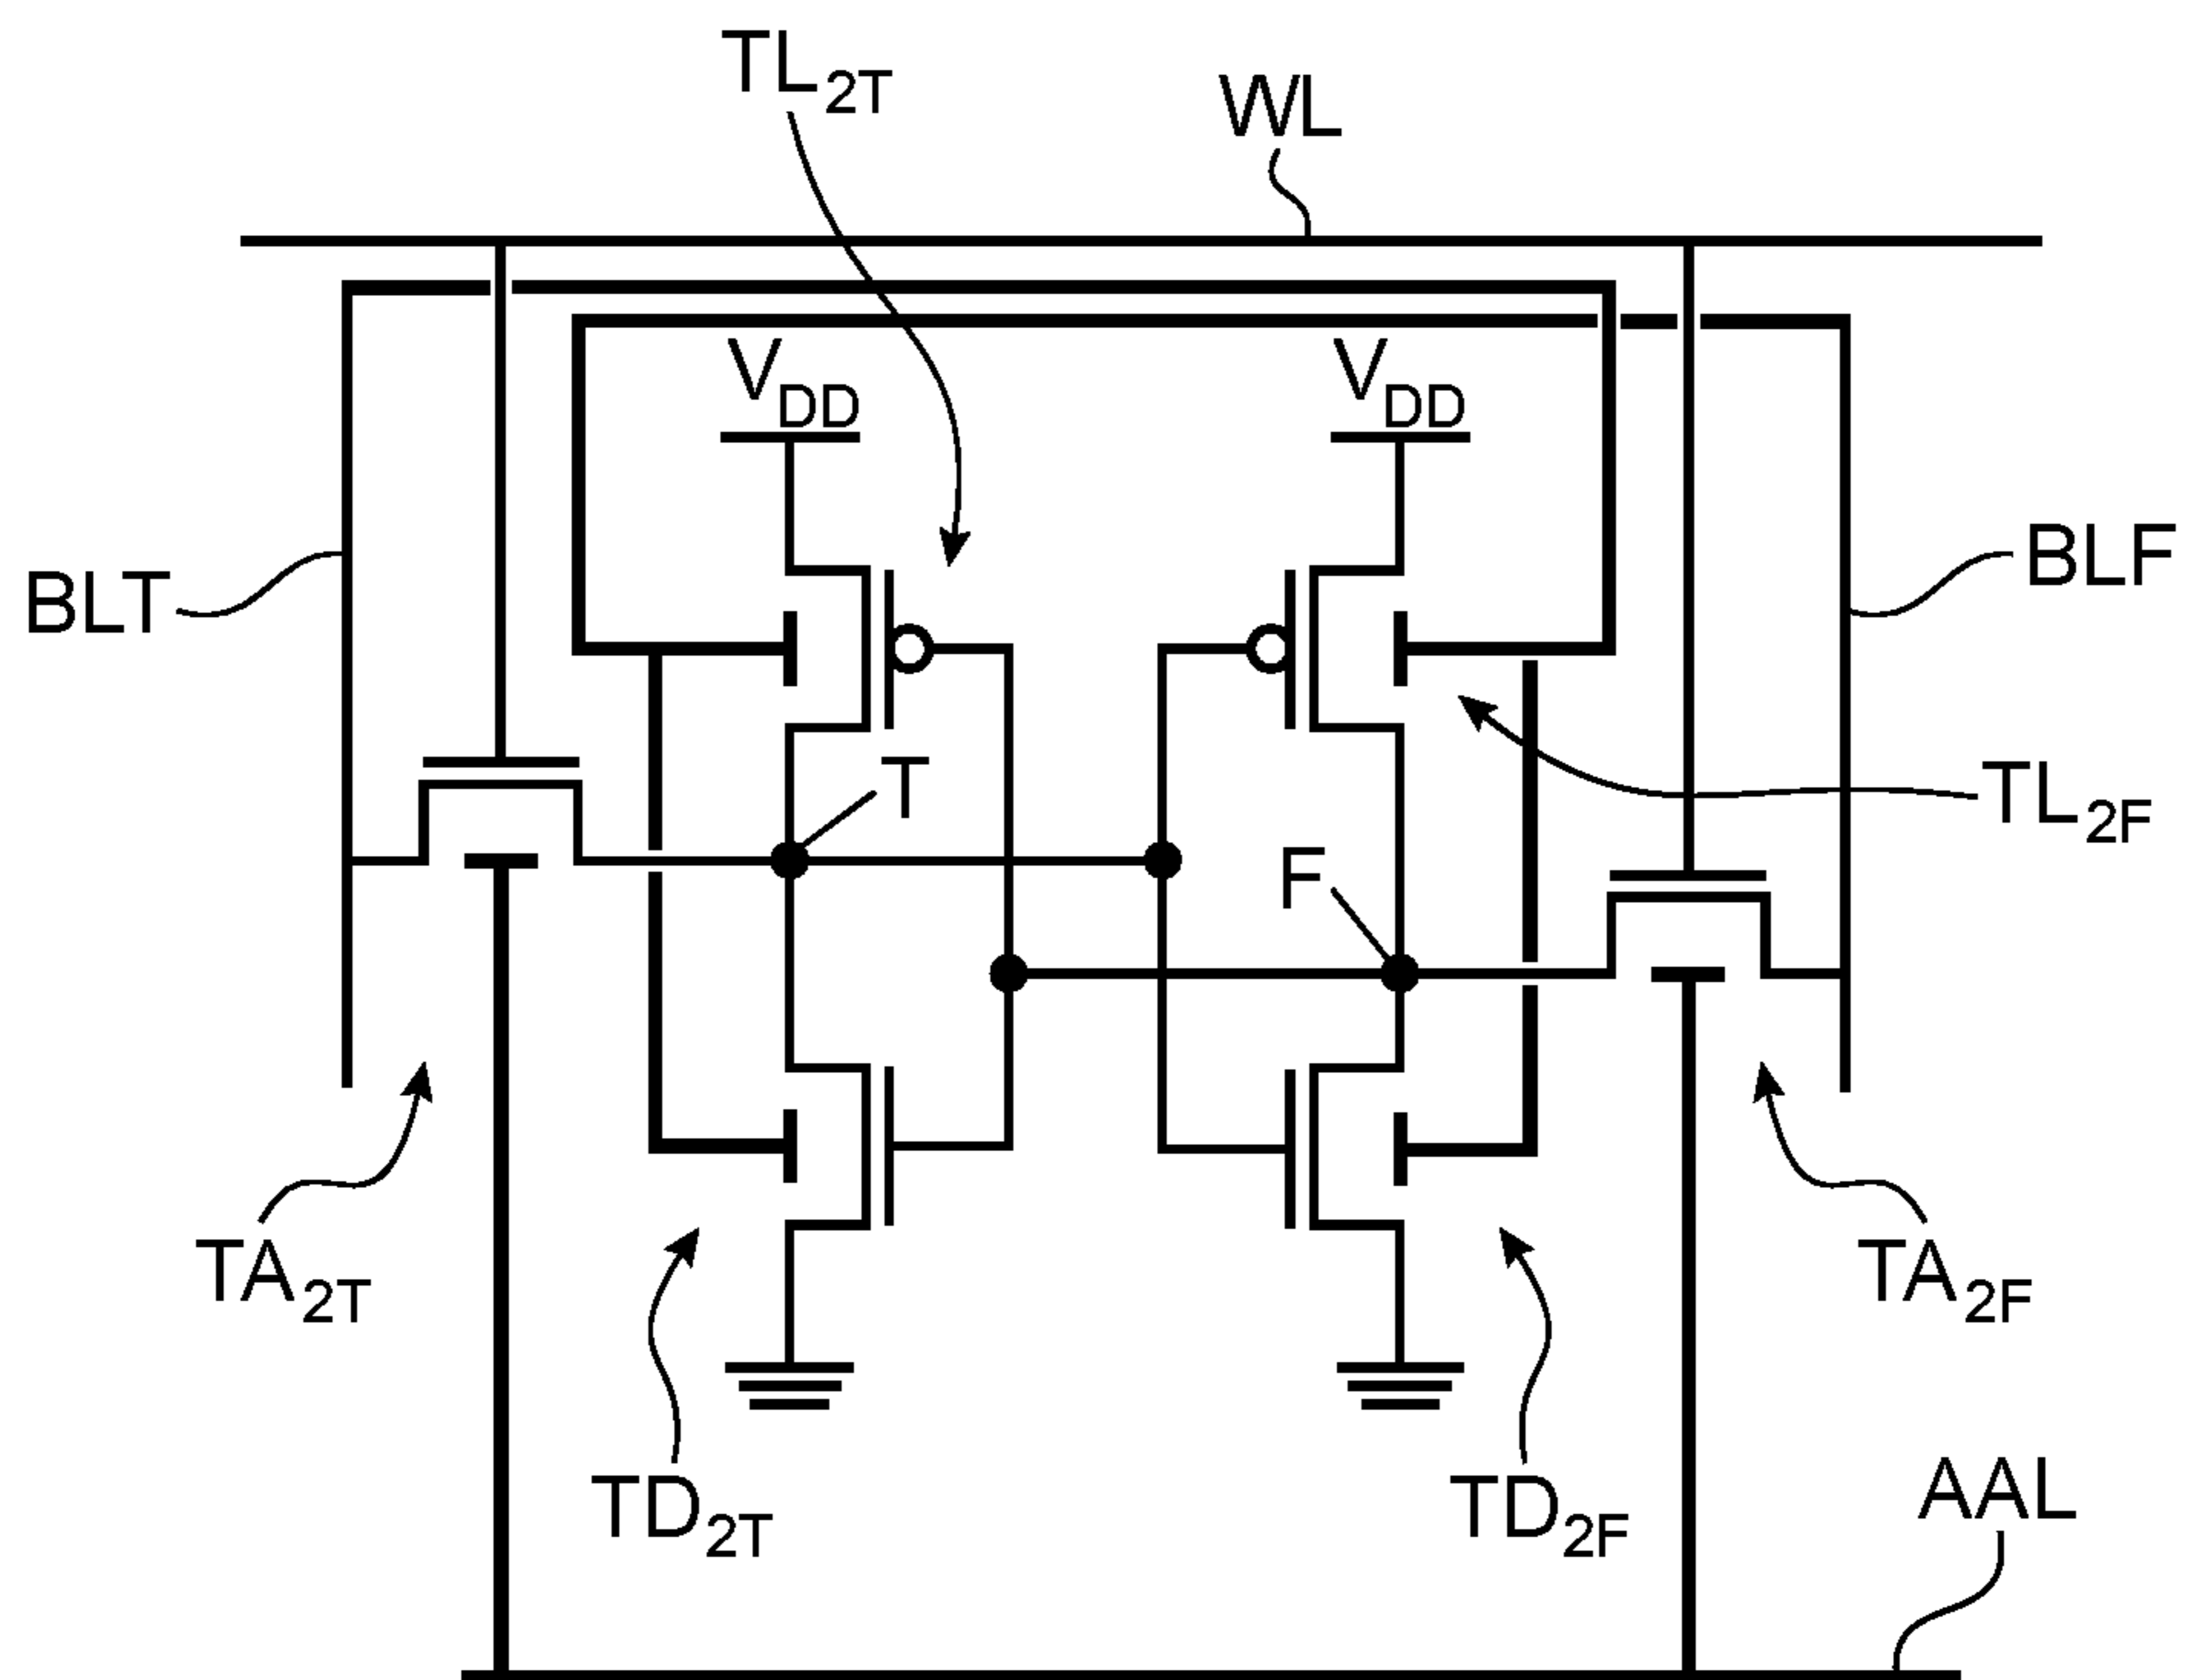 TL2T
WL
VDD
VDD
BLT
BLF
T
TL2F
F
TA2T
TA2F
TD2T
TD2F
AAL